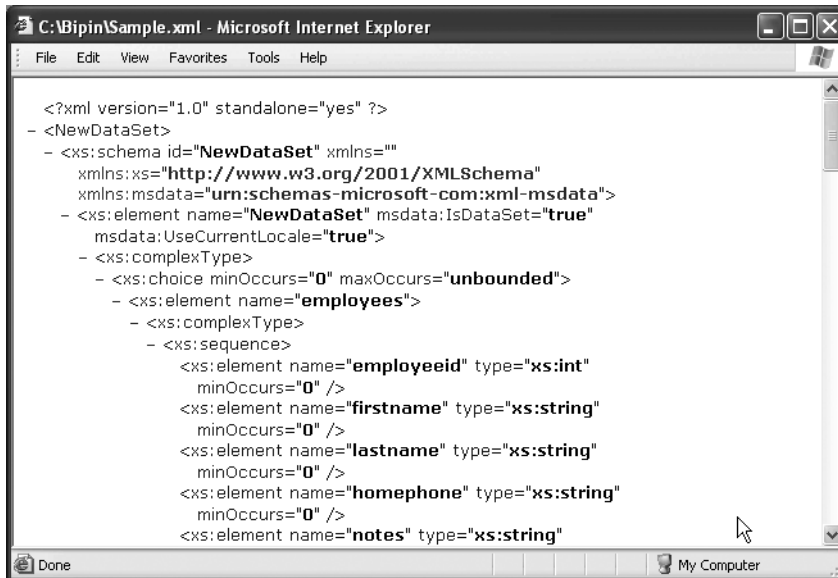 C:\Bipin\Sample.xml - Microsoft Internet Explorer
File Edit View Favorites Tools Help
<?xml version="1.0" standalone="yes" ?>
- <NewDataSet>
- <xs:schema id="NewDataSet" xmlns=""
xmlns:xs="http://www.w3.org/2001/XMLSchema"
xmlns:msdata="urn:schemas-microsoft-com:xml-msdata">
- <xs:element name="NewDataSet" msdata:IsDataSet="true"
msdata:UseCurrentLocale="true">
- <xs:complexType>
- <xs:choice minOccurs="0" maxOccurs="unbounded">
- <xs:element name="employees">
- <xs:complexType>
- <xs:sequence>
<xs:element name="employeeid" type="xs:int"
minOccurs="0" />
<xs:element name="firstname" type="xs:string"
minOccurs="0" />
<xs:element name="lastname" type="xs:string"
minOccurs="0" />
<xs:element name="homephone" type="xs:string"
minOccurs="0" />
<xs:element name="notes" type="xs:string"
Done My Computer